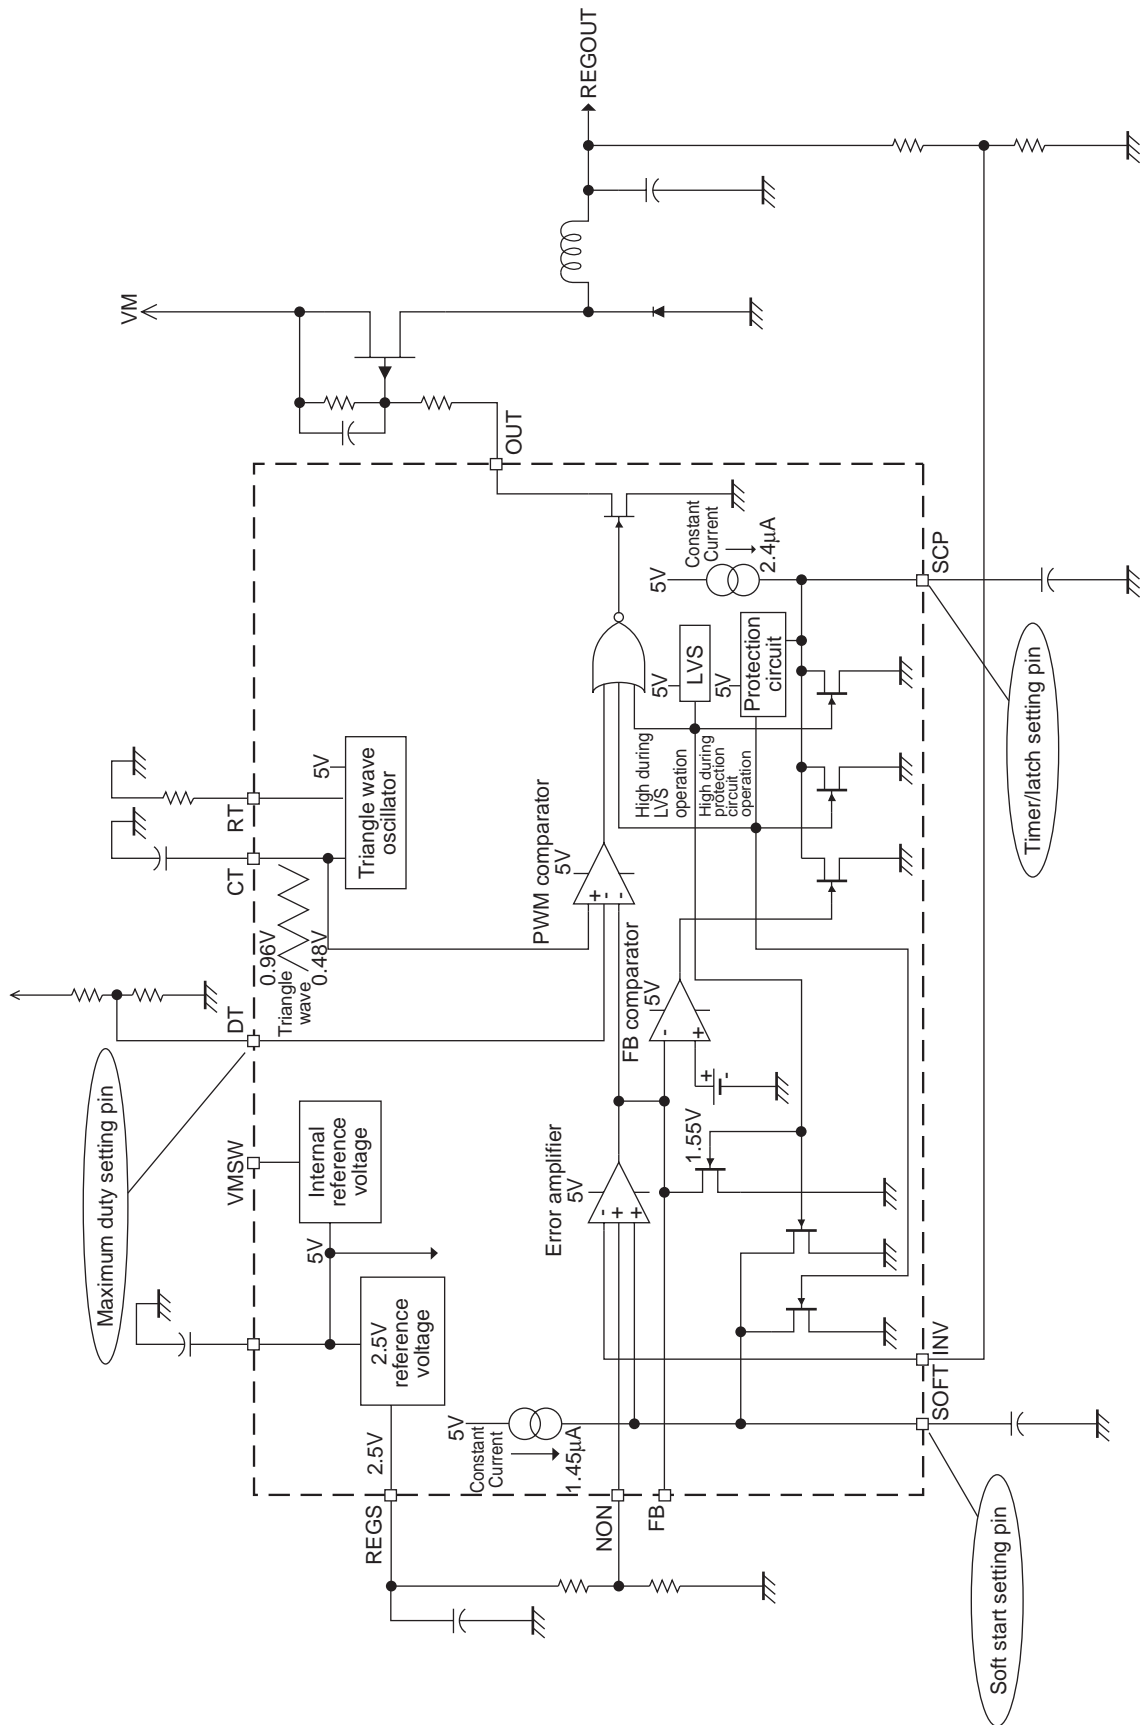 VM
REGOUT
OUT
RT
CT
DT
VMSW
5V
Triangle wave
oscillator
0.96V
0.48V
Triangle
wave
Maximum duty setting pin
Internal
reference
voltage
5V
2.5V
reference
voltage
2.5V
REGS
NON
FB
5V
Constant
Current
1.45µA
Error amplifier
5V
-
+
+
PWM comparator
5V
+
-
-
FB comparator
5V
-
+
+
-
1.55V
High during
LVS
operation
High during
protection
circuit
operation
5V
LVS
5V
Protection
circuit
5V
Constant
Current
2.4µA
SCP
Timer/latch setting pin
INV
SOFT
Soft start setting pin